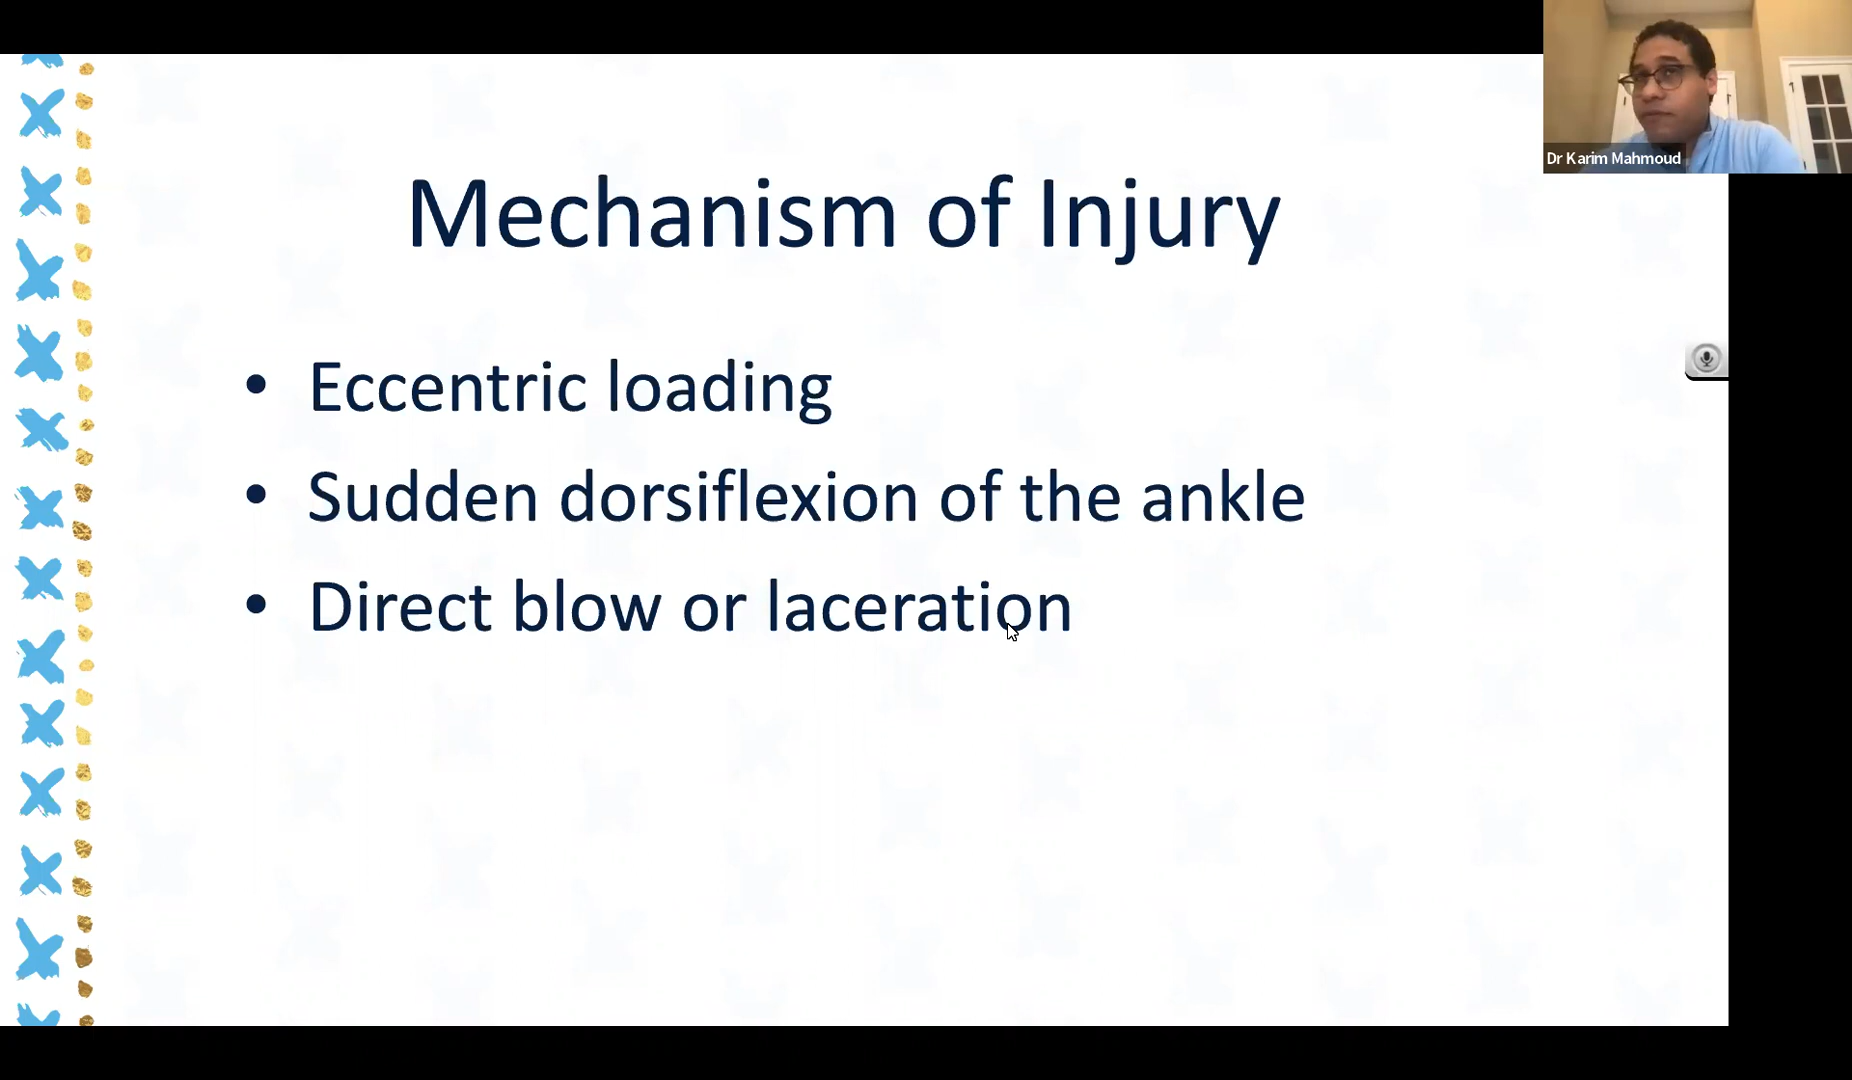 Dr Karim Mahmoud
Mechanism of Injury
• Eccentric loading
• Sudden dorsiflexion of the ankle
• Direct blow or laceration